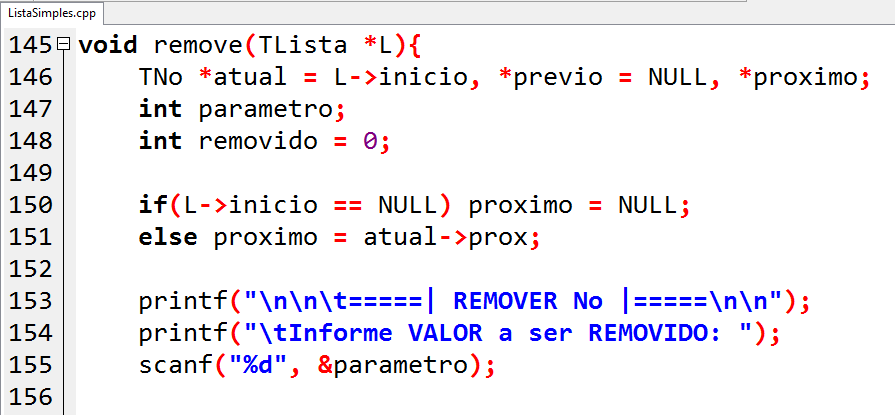 ListaSimples.cpp
145 void remove(TLista *L){
146 TNo *atual = L->inicio, *previo = NULL, *proximo;
147 int parametro;
148 int removido = 0;
149
150 if(L->inicio == NULL) proximo = NULL;
151 else proximo = atual->prox;
152
153 printf("\n\n\t=====| REMOVER No |=====\n\n");
154 printf("\tInforme VALOR a ser REMOVIDO: ");
155 scanf("%d", &parametro);
156